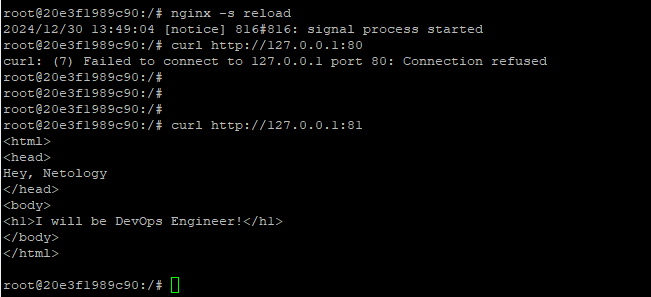 root@20e3f1989c90:/# nginx -s reload
2024/12/30 13:49:04 [notice] 816#816: signal process started
root@20e3f1989c90:/# curl http://127.0.0.1:80
curl: (7) Failed to connect to 127.0.0.1 port 80: Connection refused
root@20e3f1989c90:/#
root@20e3f1989c90:/#
root@20e3f1989c90:/#
root@20e3f1989c90:/# curl http://127.0.0.1:81
<html>
<head>
Hey, Netology
</head>
<body>
<h1>I will be DevOps Engineer!</h1>
</body>
</html>
root@20e3f1989c90:/#